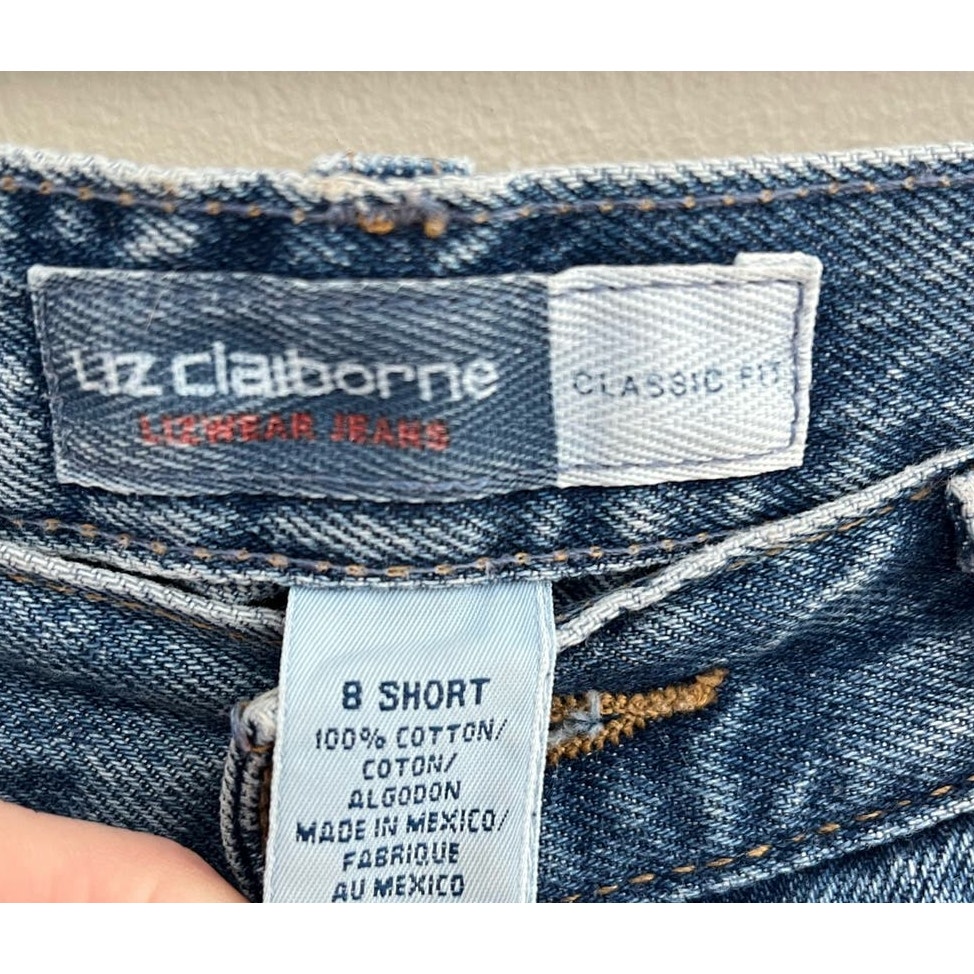 Liz claiborne
LIZWEAR JEANS
CLASSIC FIT
8 SHORT
100% COTTON/
COTON/
ALGODON
MADE IN MEXICO/
FABRIQUE
AU MEXICO